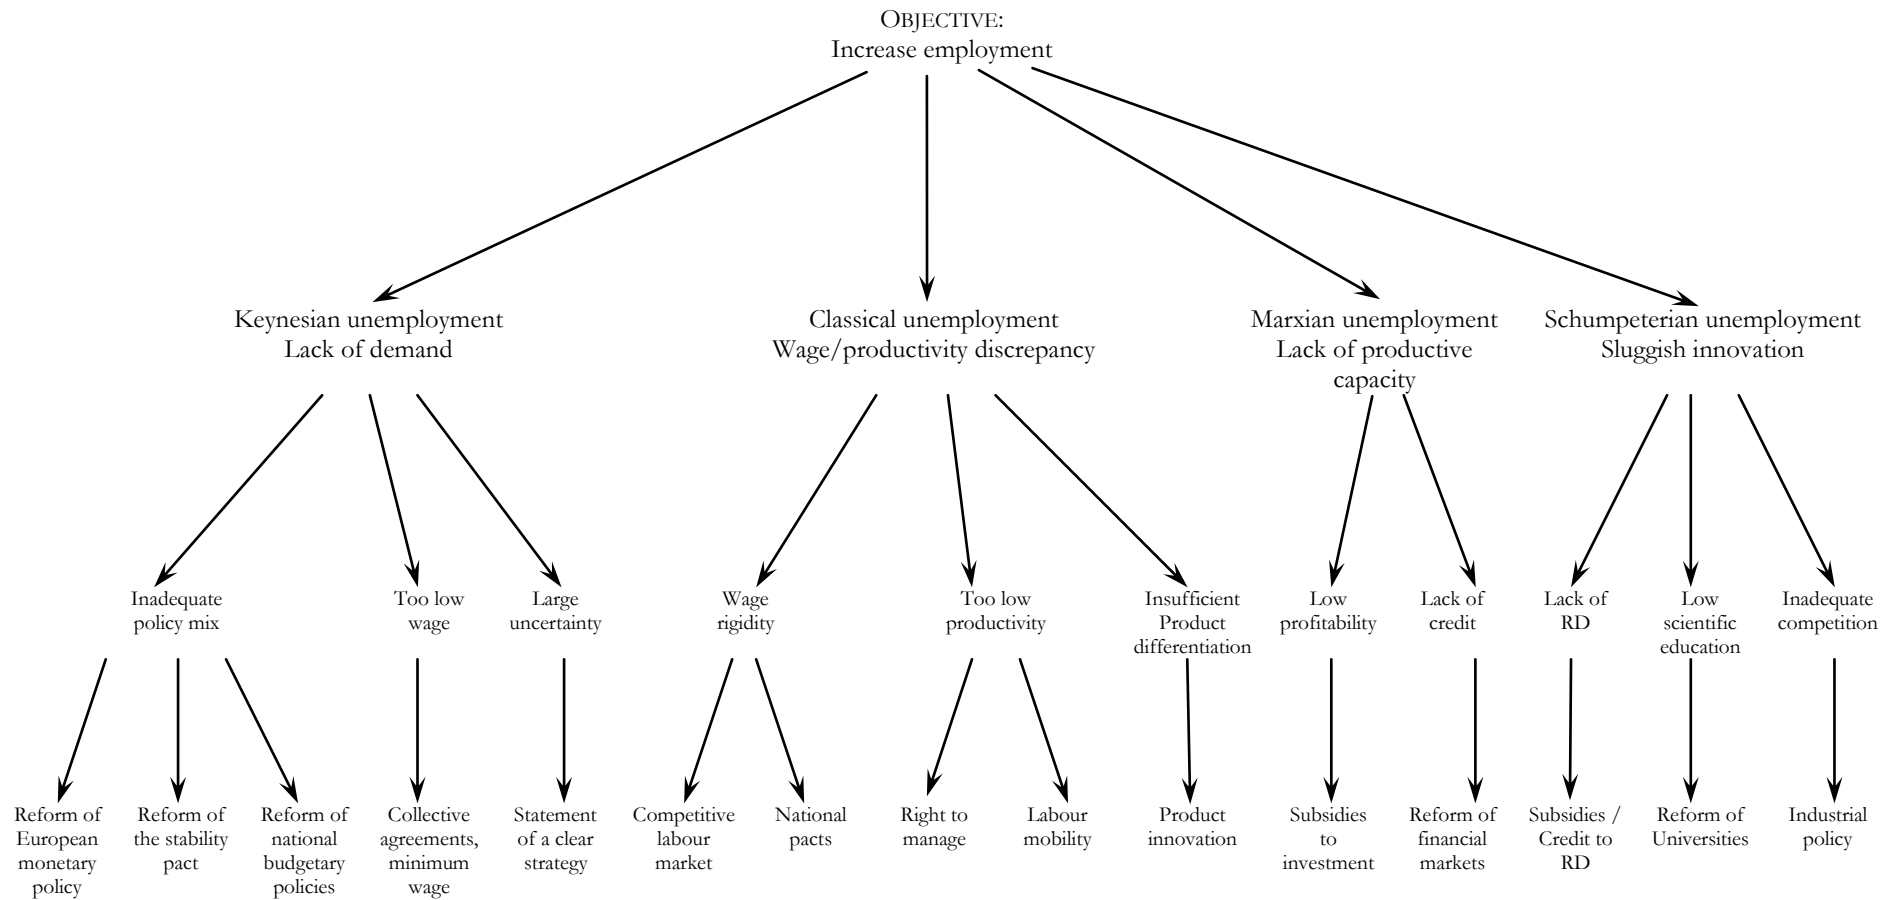 OBJECTIVE:
Increase employment
Keynesian unemployment
Lack of demand
Classical unemployment
Wage/productivity discrepancy
Marxian unemployment
Lack of productive
capacity
Schumpeterian unemployment
Sluggish innovation
Inadequate
policy mix
Too low
wage
Large
uncertainty
Wage
rigidity
Too low
productivity
Insufficient
Product
differentiation
Low
profitability
Lack of
credit
Lack of
RD
Low
scientific
education
Inadequate
competition
Reform of
European
monetary
policy
Reform of
the stability
pact
Reform of
national
budgetary
policies
Collective
agreements,
minimum
wage
Statement
of a clear
strategy
Competitive
labour
market
National
pacts
Right to
manage
Labour
mobility
Product
innovation
Subsidies
to
investment
Reform of
financial
markets
Subsidies /
Credit to
RD
Reform of
Universities
Industrial
policy